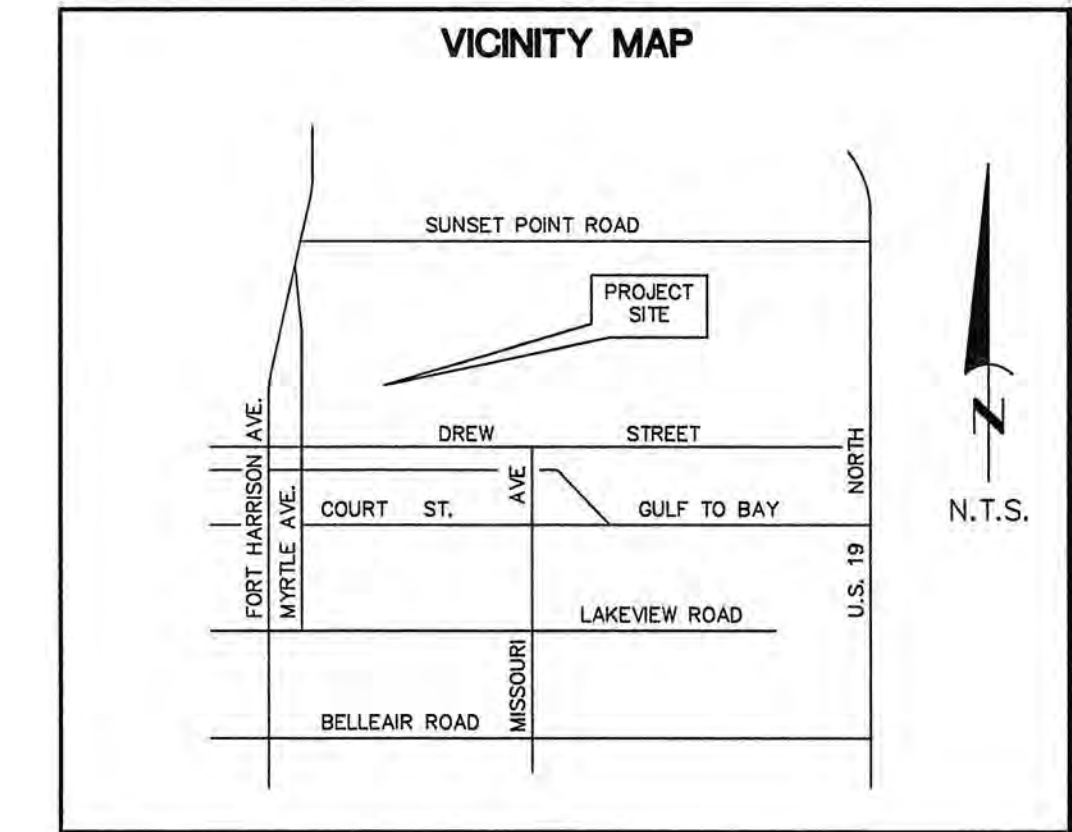 VICINITY MAP
SUNSET POINT ROAD
PROJECT
SITE
N
N.T.S.
FORT HARRISON AVE.
MYRTLE AVE.
DREW STREET
MISSOURI AVE
COURT ST.
GULF TO BAY
U.S. 19 NORTH
LAKEVIEW ROAD
BELLEAIR ROAD